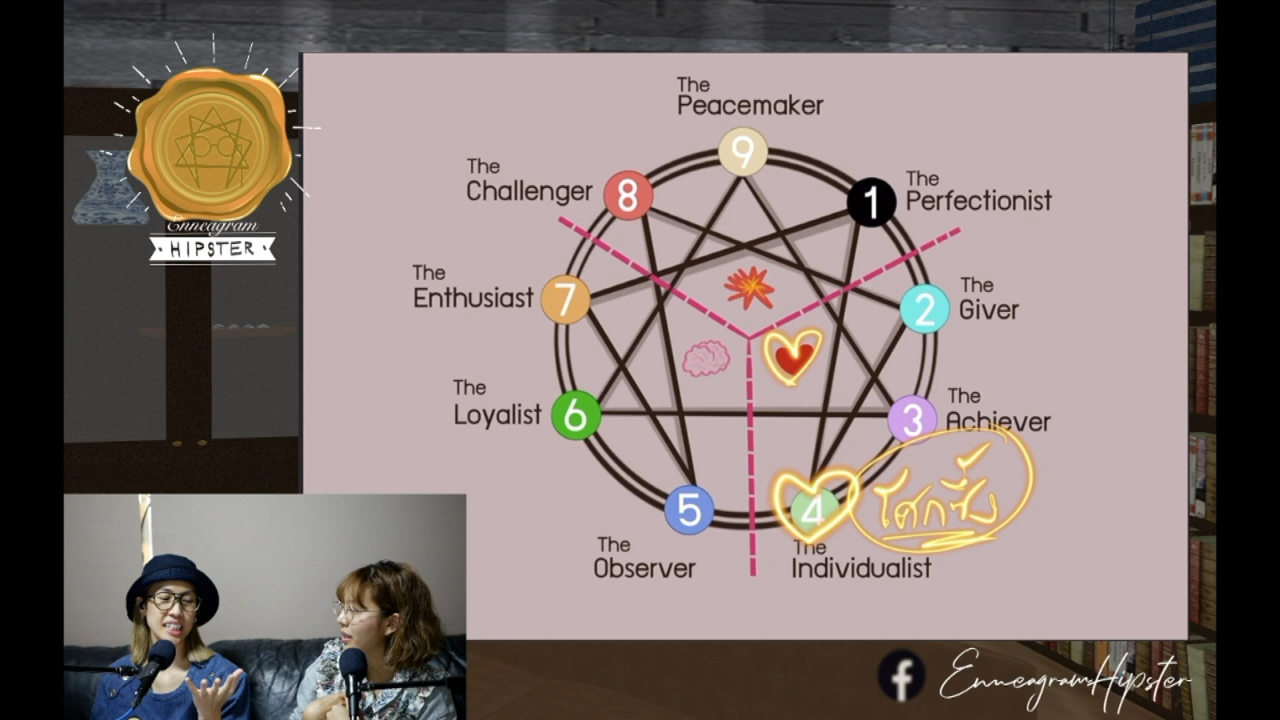 Enneagram
HIPSTER
The
Peacemaker
9
The
Challenger
8
1
The
Perfectionist
The
Enthusiast
7
2
The
Giver
The
Loyalist
6
3
The
Achiever
5
The
Observer
4
The
Individualist
โศกซึ้ง
f
EnneagramHipster